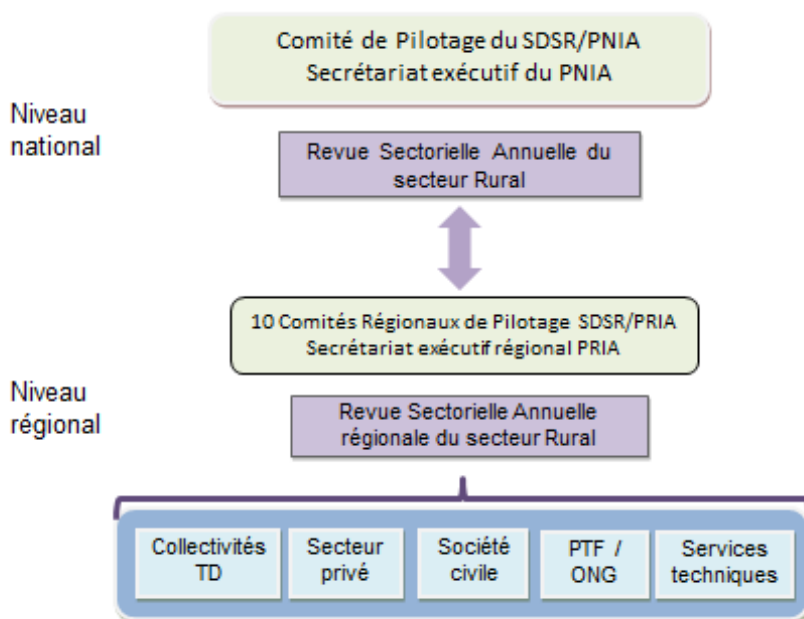 Comité de Pilotage du SDSR/PNIA
Secrétariat exécutif du PNIA
Niveau
national
Revue Sectorielle Annuelle du
secteur Rural
10 Comités Régionaux de Pilotage SDSR/PRIA
Secrétariat exécutif régional PRIA
Niveau
régional
Revue Sectorielle Annuelle
régionale du secteur Rural
Collectivités
TD
Secteur
privé
Société
civile
PTF /
ONG
Services
techniques